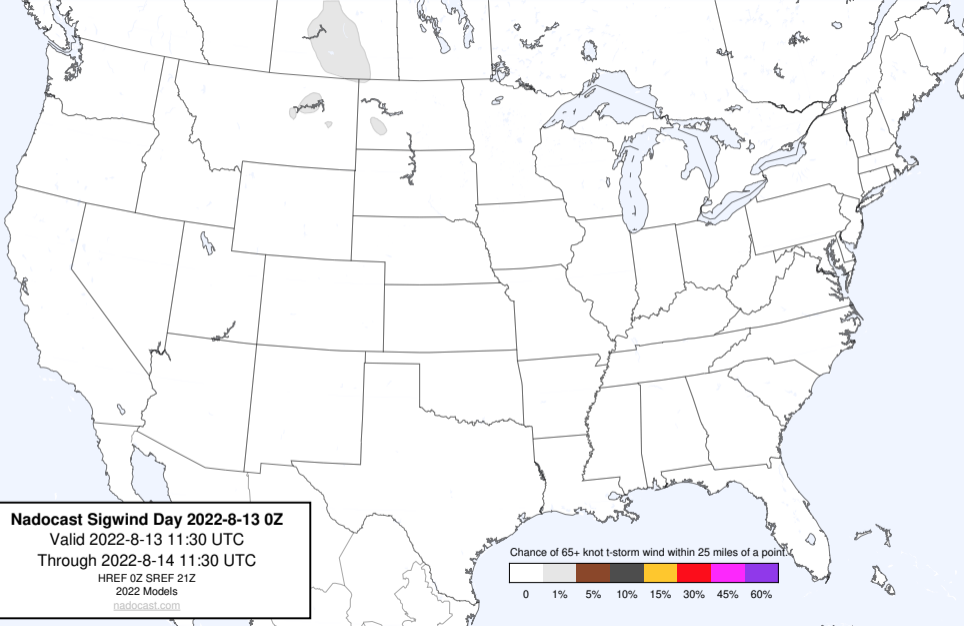 Nadocast Sigwind Day 2022-8-13 0Z
Valid 2022-8-13 11:30 UTC
Through 2022-8-14 11:30 UTC
HREF 0Z SREF 21Z
2022 Models
nadocast.com
Chance of 65+ knot t-storm wind within 25 miles of a point.
0 1% 5% 10% 15% 30% 45% 60%